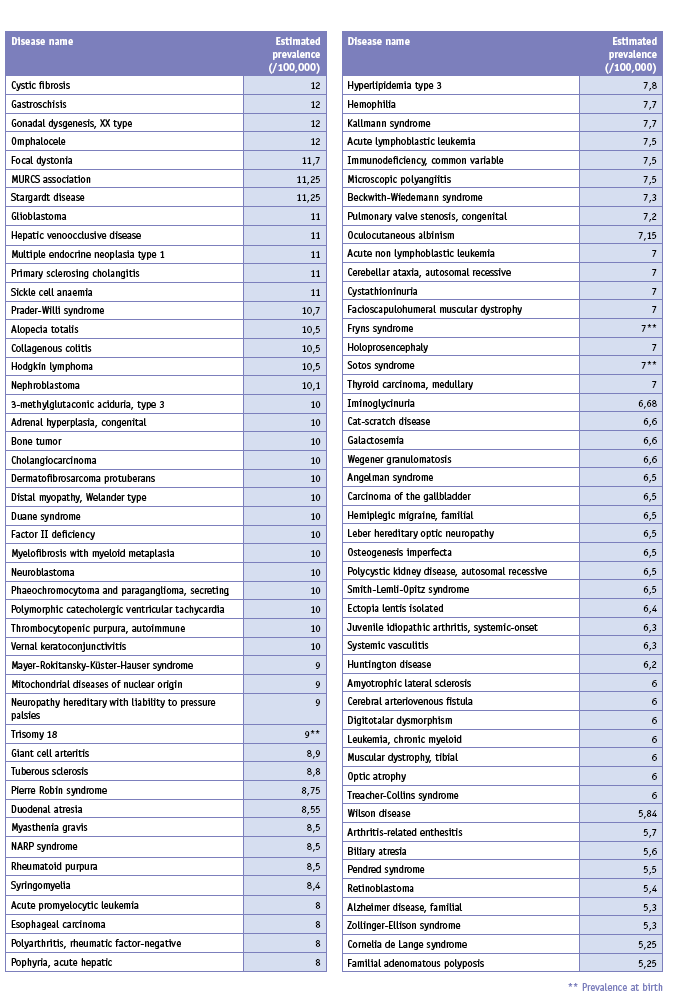 Disease name
Estimated
prevalence
(/100,000)
Cystic fibrosis 12
Gastroschisis 12
Gonadal dysgenesis, XX type 12
Omphalocele 12
Focal dystonia 11,7
MURCS association 11,25
Stargardt disease 11,25
Glioblastoma 11
Hepatic venoocclusive disease 11
Multiple endocrine neoplasia type 1 11
Primary sclerosing cholangitis 11
Sickle cell anaemia 11
Prader-Willi syndrome 10,7
Alopecia totalis 10,5
Collagenous colitis 10,5
Hodgkin lymphoma 10,5
Nephroblastoma 10,1
3-methylglutaconic aciduria, type 3 10
Adrenal hyperplasia, congenital 10
Bone tumor 10
Cholangiocarcinoma 10
Dermatofibrosarcoma protuberans 10
Distal myopathy, Welander type 10
Duane syndrome 10
Factor II deficiency 10
Myelofibrosis with myeloid metaplasia 10
Neuroblastoma 10
Phaeochromocytoma and paraganglioma, secreting 10
Polymorphic catecholergic ventricular tachycardia 10
Thrombocytopenic purpura, autoimmune 10
Vernal keratoconjunctivitis 10
Mayer-Rokitansky-Küster-Hauser syndrome 9
Mitochondrial diseases of nuclear origin 9
Neuropathy hereditary with liability to pressure 9
palsies
Trisomy 18 9**
Giant cell arteritis 8,9
Tuberous sclerosis 8,8
Pierre Robin syndrome 8,75
Duodenal atresia 8,55
Myasthenia gravis 8,5
NARP syndrome 8,5
Rheumatoid purpura 8,5
Syringomyelia 8,4
Acute promyelocytic leukemia 8
Esophageal carcinoma 8
Polyarthritis, rheumatic factor-negative 8
Pophyria, acute hepatic 8
Disease name
Estimated
prevalence
(/100,000)
Hyperlipidemia type 3 7,8
Hemophilia 7,7
Kallmann syndrome 7,7
Acute lymphoblastic leukemia 7,5
Immunodeficiency, common variable 7,5
Microscopic polyangiitis 7,5
Beckwith-Wiedemann syndrome 7,3
Pulmonary valve stenosis, congenital 7,2
Oculocutaneous albinism 7,15
Acute non lymphoblastic leukemia 7
Cerebellar ataxia, autosomal recessive 7
Cystathioninuria 7
Facioscapulohumeral muscular dystrophy 7
Fryns syndrome 7**
Holoprosencephaly 7
Sotos syndrome 7**
Thyroid carcinoma, medullary 7
Iminoglycinuria 6,68
Cat-scratch disease 6,6
Galactosemia 6,6
Wegener granulomatosis 6,6
Angelman syndrome 6,5
Carcinoma of the gallbladder 6,5
Hemiplegic migraine, familial 6,5
Leber hereditary optic neuropathy 6,5
Osteogenesis imperfecta 6,5
Polycystic kidney disease, autosomal recessive 6,5
Smith-Lemli-Opitz syndrome 6,5
Ectopia lentis isolated 6,4
Juvenile idiopathic arthritis, systemic-onset 6,3
Systemic vasculitis 6,3
Huntington disease 6,2
Amyotrophic lateral sclerosis 6
Cerebral arteriovenous fistula 6
Digitotalar dysmorphism 6
Leukemia, chronic myeloid 6
Muscular dystrophy, tibial 6
Optic atrophy 6
Treacher-Collins syndrome 6
Wilson disease 5,84
Arthritis-related enthesitis 5,7
Biliary atresia 5,6
Pendred syndrome 5,5
Retinoblastoma 5,4
Alzheimer disease, familial 5,3
Zollinger-Ellison syndrome 5,3
Cornelia de Lange syndrome 5,25
Familial adenomatous polyposis 5,25
** Prevalence at birth